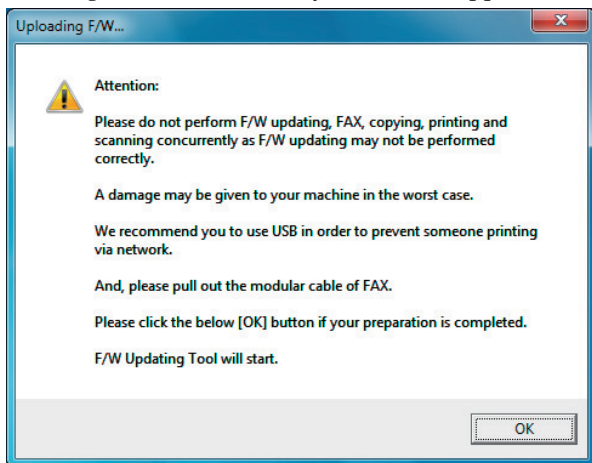 Uploading F/W...
Attention:
Please do not perform F/W updating, FAX, copying, printing and
scanning concurrently as F/W updating may not be performed
correctly.
A damage may be given to your machine in the worst case.
We recommend you to use USB in order to prevent someone printing
via network.
And, please pull out the modular cable of FAX.
Please click the below [OK] button if your preparation is completed.
F/W Updating Tool will start.
OK